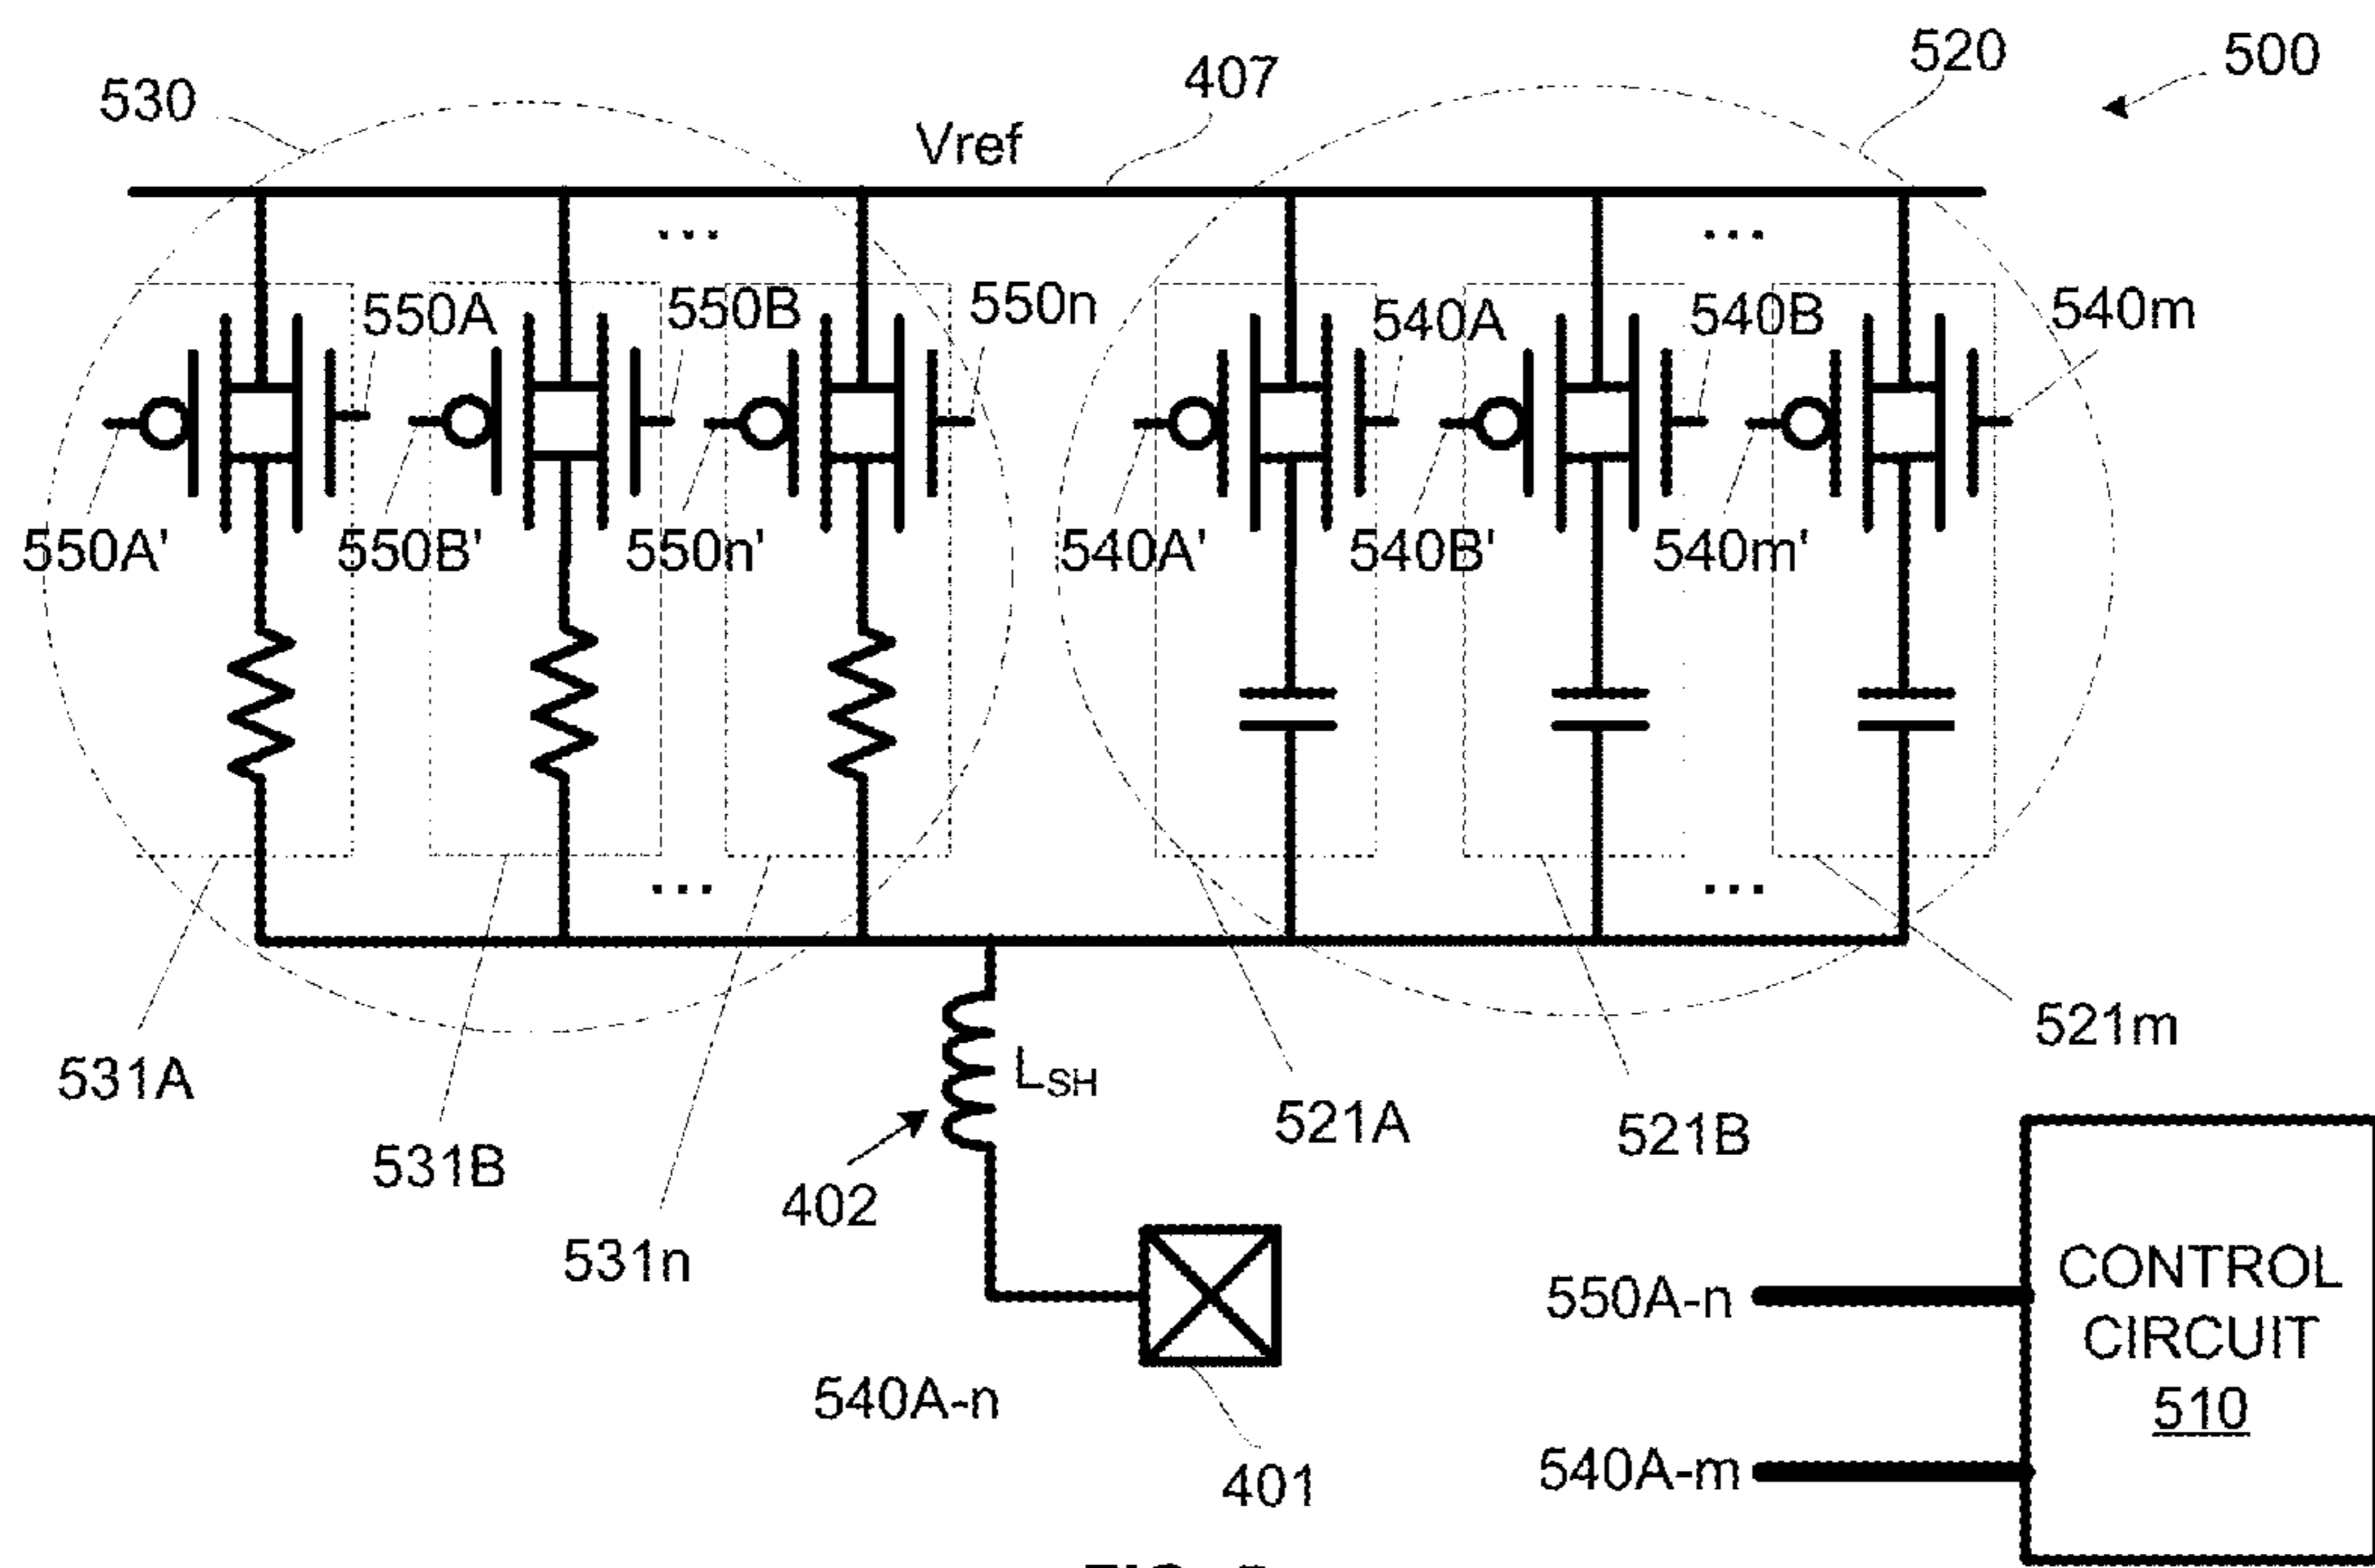 530
407
520
500
Vref
...
...
550A
550B
550n
540A
540B
540m
550A'
550B'
550n'
540A'
540B'
540m'
...
...
531A
531B
531n
402
LSH
521A
521B
521m
540A-n
401
550A-n
540A-m
CONTROL
CIRCUIT
510